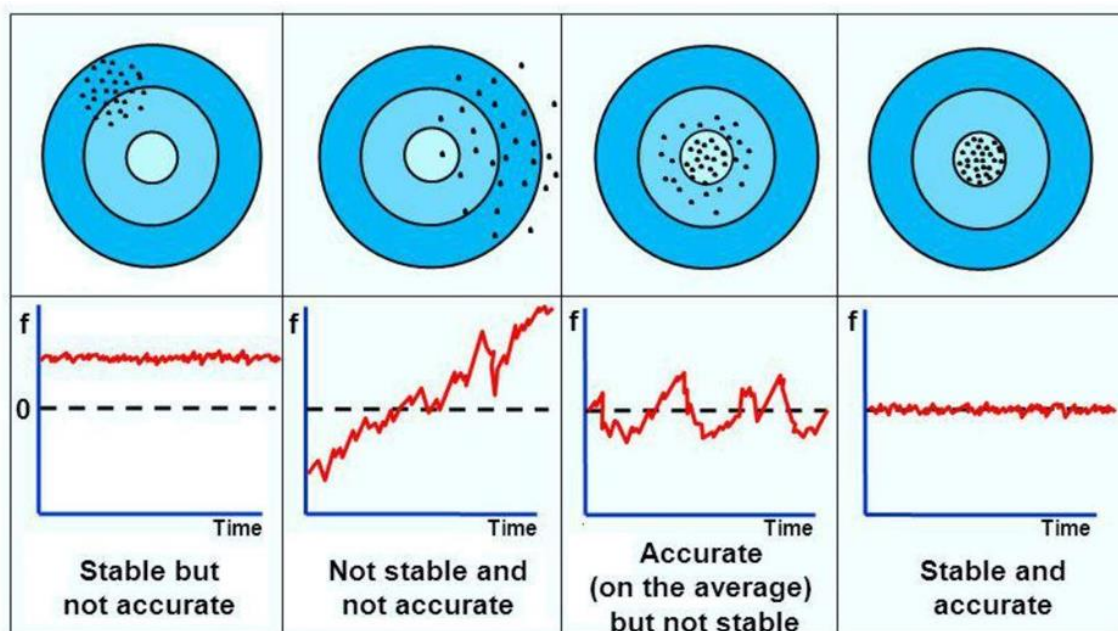 f
0
Time
f
Time
f
Time
f
Time
Stable but
not accurate
Not stable and
not accurate
Accurate
(on the average)
but not stable
Stable and
accurate